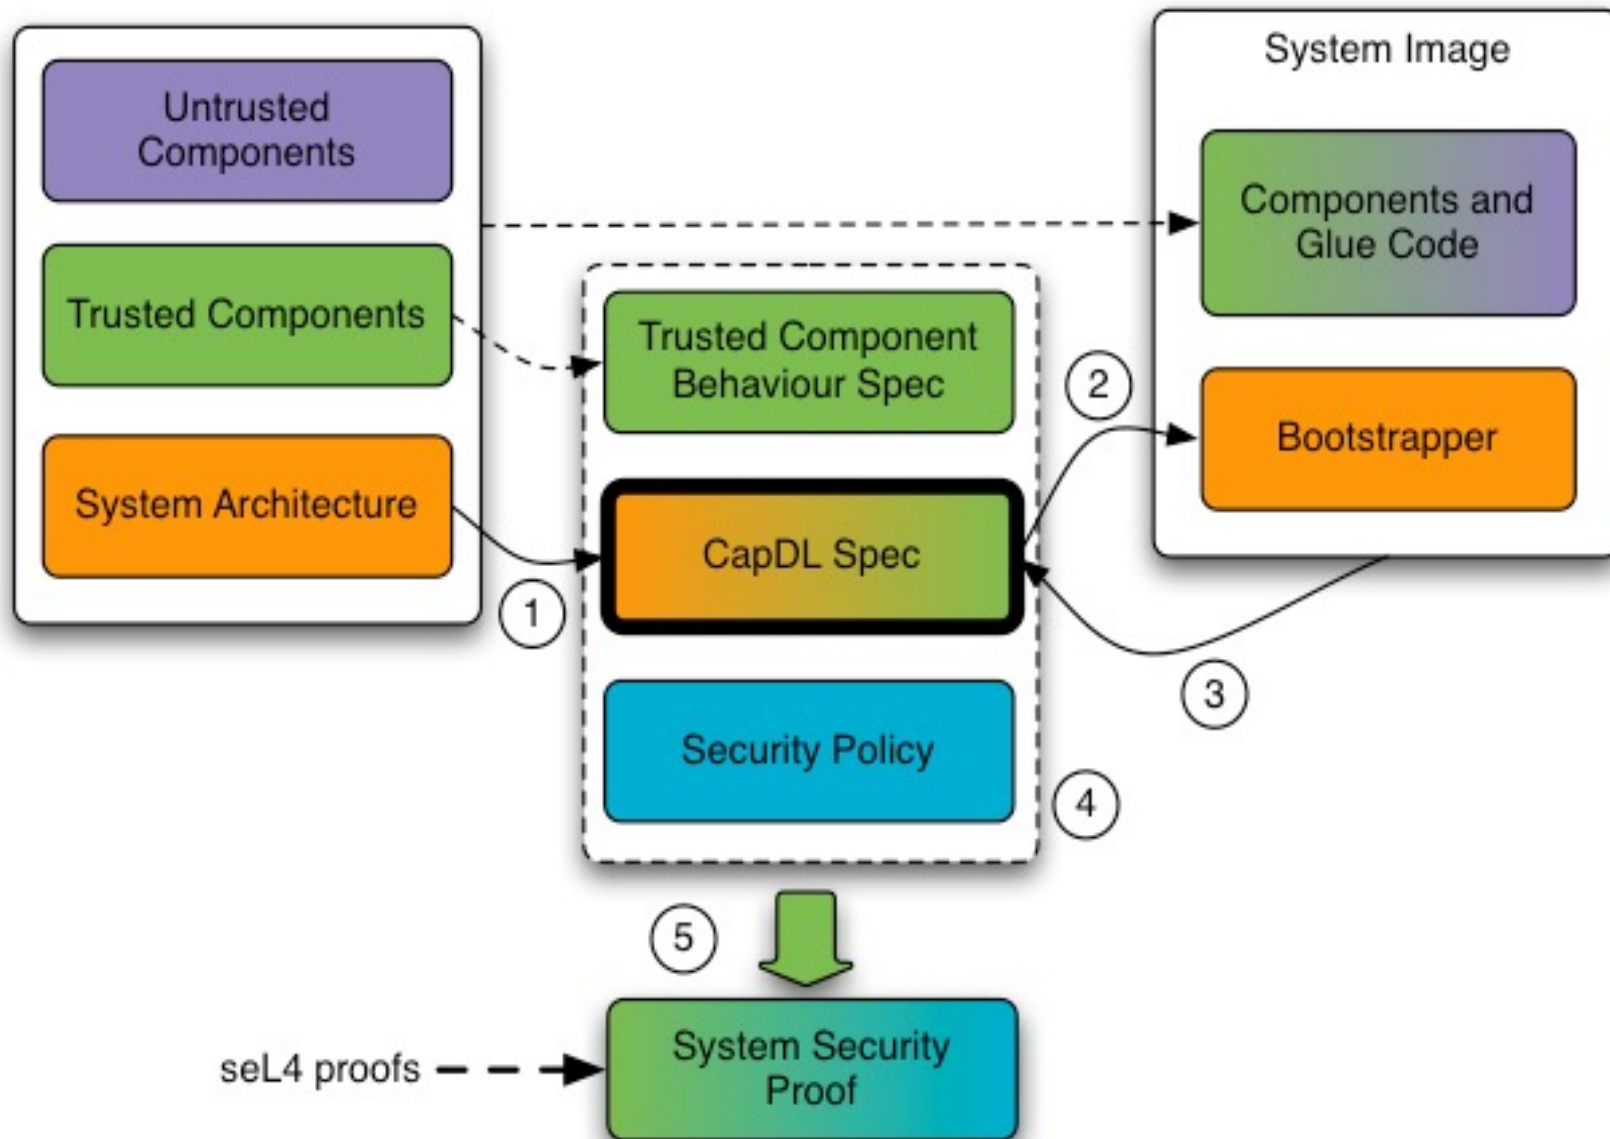 Untrusted
Components
Trusted Components
System Architecture
1
Trusted Component
Behaviour Spec
CapDL Spec
Security Policy
2
System Image
Components and
Glue Code
Bootstrapper
3
4
5
seL4 proofs
System Security
Proof